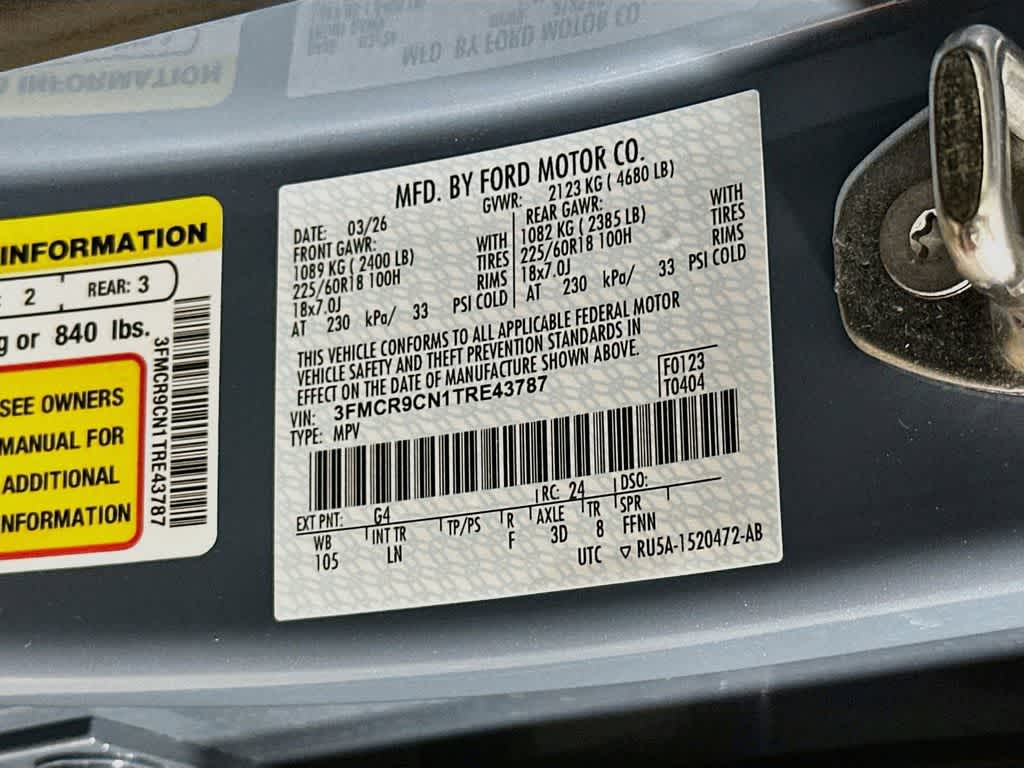 INFORMATION
2 REAR: 3
or 840 lbs.
SEE OWNERS
MANUAL FOR
ADDITIONAL
INFORMATION
3FMCR9CN1TRE43787
MFD. BY FORD MOTOR CO.
DATE: 03/26 GVWR: 2123 KG ( 4680 LB)
FRONT GAWR: REAR GAWR:
1089 KG ( 2400 LB) WITH 1082 KG ( 2385 LB) WITH
225/60R18 100H TIRES 225/60R18 100H TIRES
18x7.0J RIMS 18x7.0J RIMS
AT 230 kPa/ 33 PSI COLD AT 230 kPa/ 33 PSI COLD
THIS VEHICLE CONFORMS TO ALL APPLICABLE FEDERAL MOTOR
VEHICLE SAFETY AND THEFT PREVENTION STANDARDS IN
EFFECT ON THE DATE OF MANUFACTURE SHOWN ABOVE.
VIN: 3FMCR9CN1TRE43787 F0123
TYPE: MPV T0404
EXT PNT: G4 RC: 24 DSO:
WB INT TR TP/PS R AXLE TR SPR
105 LN F 3D 8 FFNN
UTC ▽ RU5A-1520472-AB